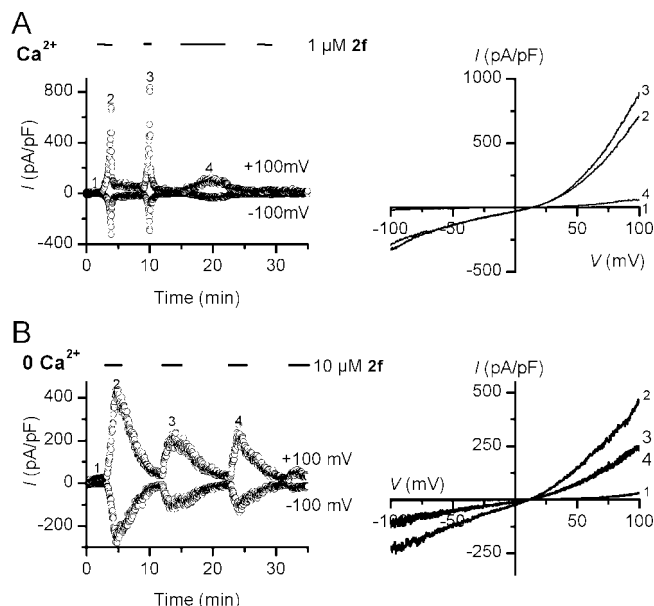 A
Ca²⁺
1 µM 2f
I (pA/pF)
800
400
0
-400
1
2
3
4
+100mV
-100mV
0 10 20 30
Time (min)
I (pA/pF)
1000
500
-500
-100 -50 50 100
V (mV)
3
2
4
1
B
0 Ca²⁺
10 µM 2f
I (pA/pF)
400
200
0
-200
1
2
3
4
+100 mV
-100 mV
0 10 20 30
Time (min)
I (pA/pF)
500
250
-250
V (mV)
-100 -50 50 100
2
3
4
1